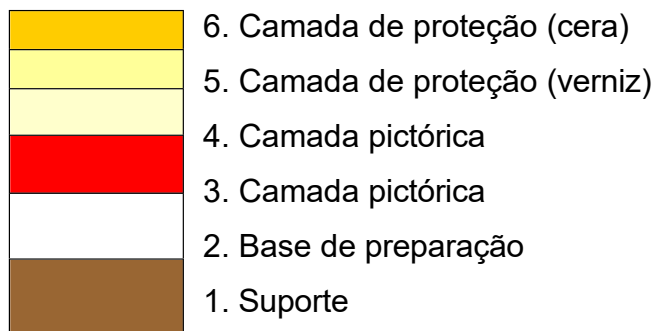 6. Camada de proteção (cera)
5. Camada de proteção (verniz)
4. Camada pictórica
3. Camada pictórica
2. Base de preparação
1. Suporte